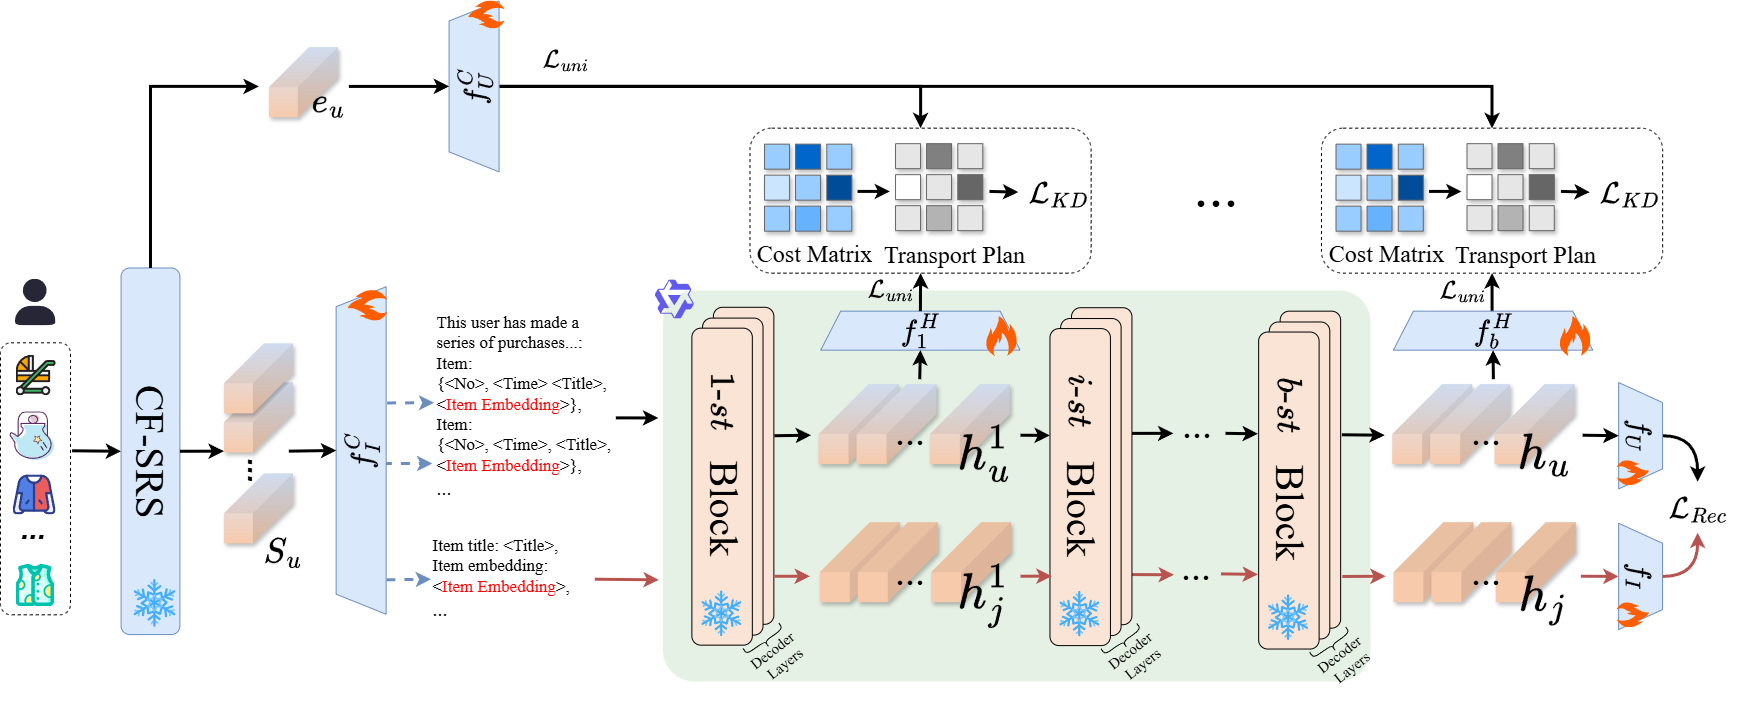 e_u
f_U^C
ℒ_uni
Cost Matrix
Transport Plan
ℒ_KD
...
Cost Matrix
Transport Plan
ℒ_KD
ℒ_uni
ℒ_uni
f_1^H
f_b^H
...
CF-SRS
...
S_u
f_I^C
This user has made a
series of purchases...:
Item:
{<No>, <Time> <Title>,
<Item Embedding>},
Item:
{<No>, <Time>, <Title>,
<Item Embedding>},
...
Item title: <Title>,
Item embedding:
<Item Embedding>,
...
1-st Block
Decoder
Layers
... h_u^1
... h_j^1
i-st Block
Decoder
Layers
...
...
b-st Block
Decoder
Layers
... h_u
... h_j
f_U
f_I
ℒ_Rec